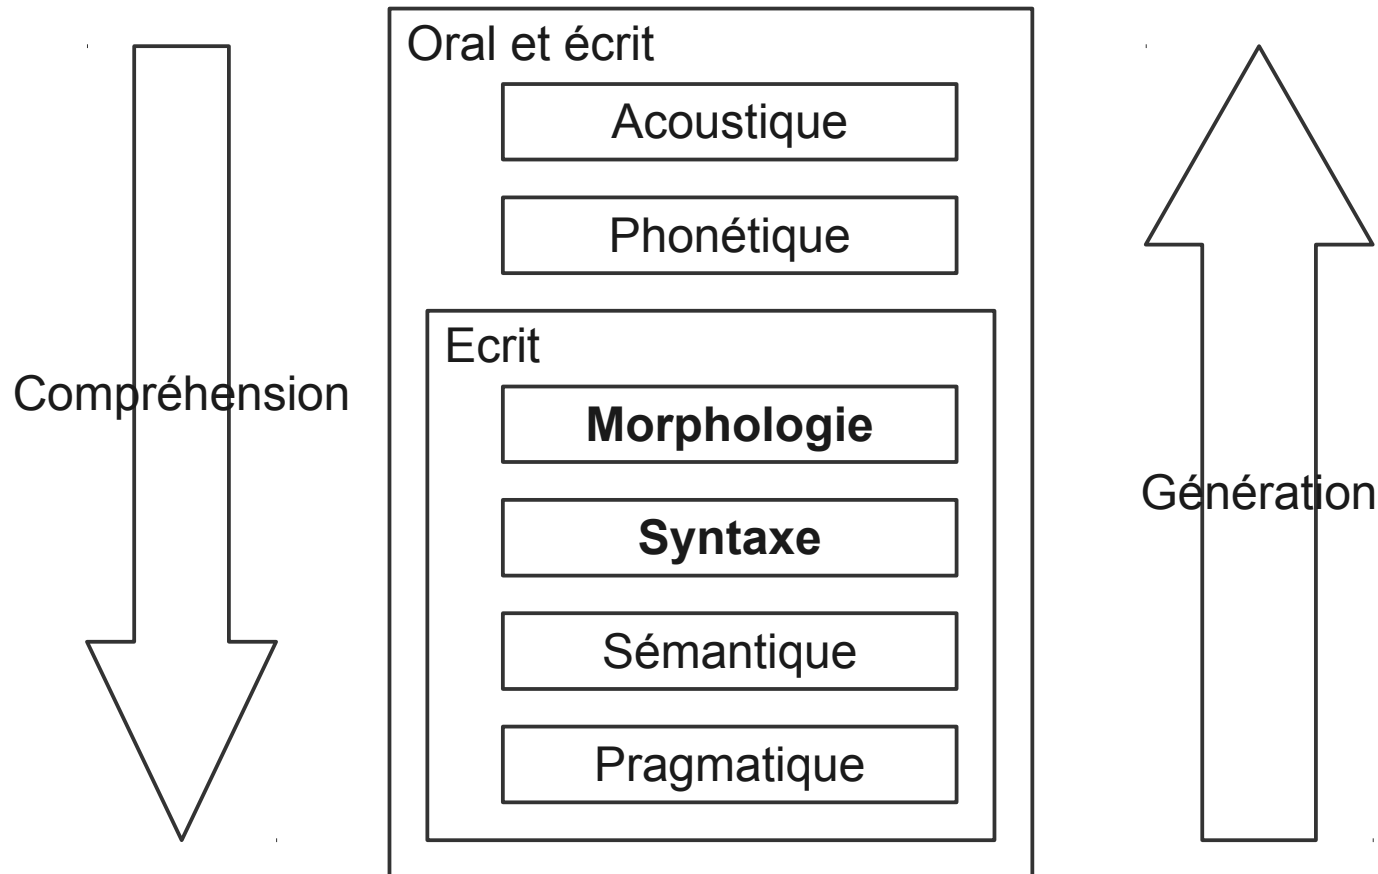 Oral et écrit
Acoustique
Phonétique
Ecrit
Compréhension
Morphologie
Génération
Syntaxe
Sémantique
Pragmatique